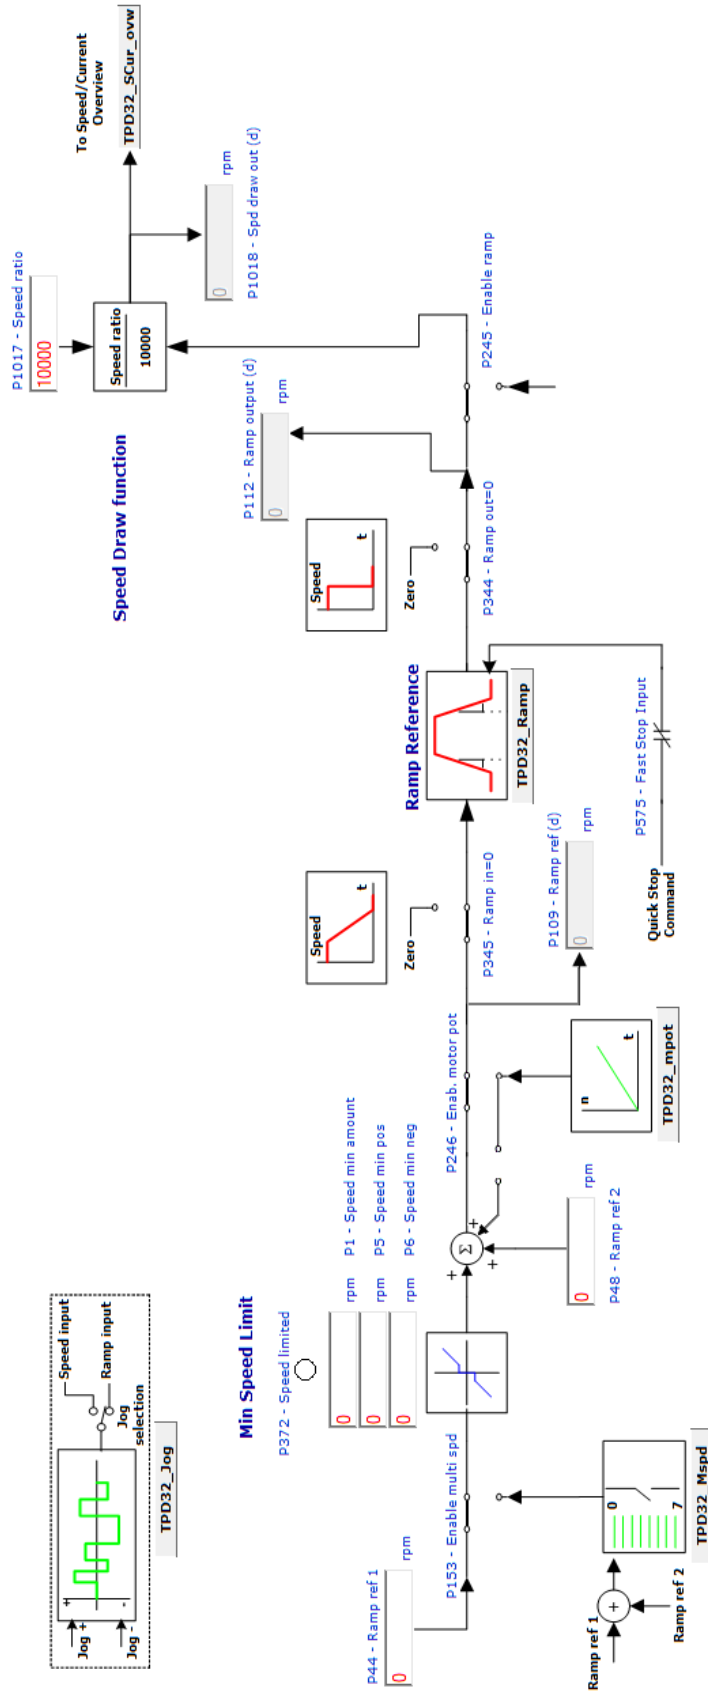 Jog +
Jog -
+
-
Speed input
Ramp input
Jog
selection
TPD32_Jog
Min Speed Limit
P372 - Speed limited
0
rpm
P1 - Speed min amount
0
rpm
P5 - Speed min pos
0
rpm
P6 - Speed min neg
P44 - Ramp ref 1
0
rpm
P153 - Enable multi spd
Ramp ref 1
+
Ramp ref 2
0
7
TPD32_Mspd
+
Σ
+
+
0
rpm
P48 - Ramp ref 2
P246 - Enab. motor pot
n
t
TPD32_mpot
Speed
t
Zero
P345 - Ramp in=0
P109 - Ramp ref (d)
0
rpm
Ramp Reference
TPD32_Ramp
Quick Stop
Command
P575 - Fast Stop Input
Speed
t
Zero
P344 - Ramp out=0
P112 - Ramp output (d)
0
rpm
P245 - Enable ramp
Speed Draw function
P1017 - Speed ratio
10000
Speed ratio
10000
0
rpm
P1018 - Spd draw out (d)
To Speed/Current
Overview
TPD32_SCur_ovw